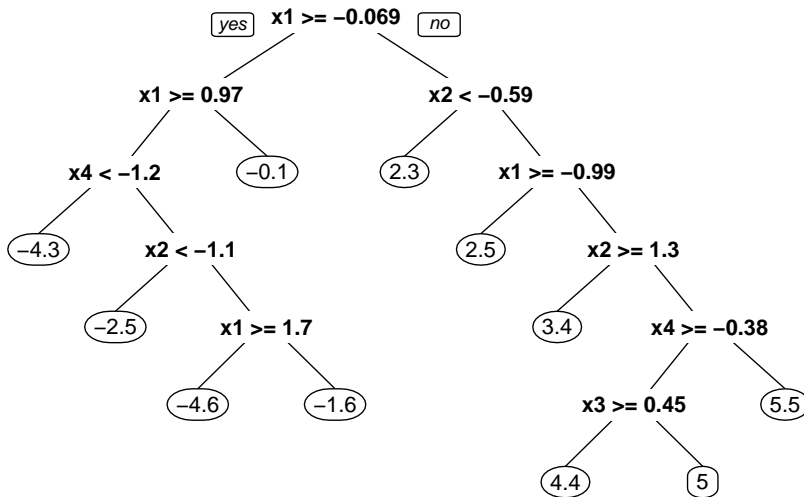 yes x1 >= −0.069 no
x1 >= 0.97 x2 < −0.59
x4 < −1.2 −0.1 2.3 x1 >= −0.99
−4.3 x2 < −1.1 2.5 x2 >= 1.3
−2.5 x1 >= 1.7 3.4 x4 >= −0.38
−4.6 −1.6 x3 >= 0.45 5.5
4.4 5